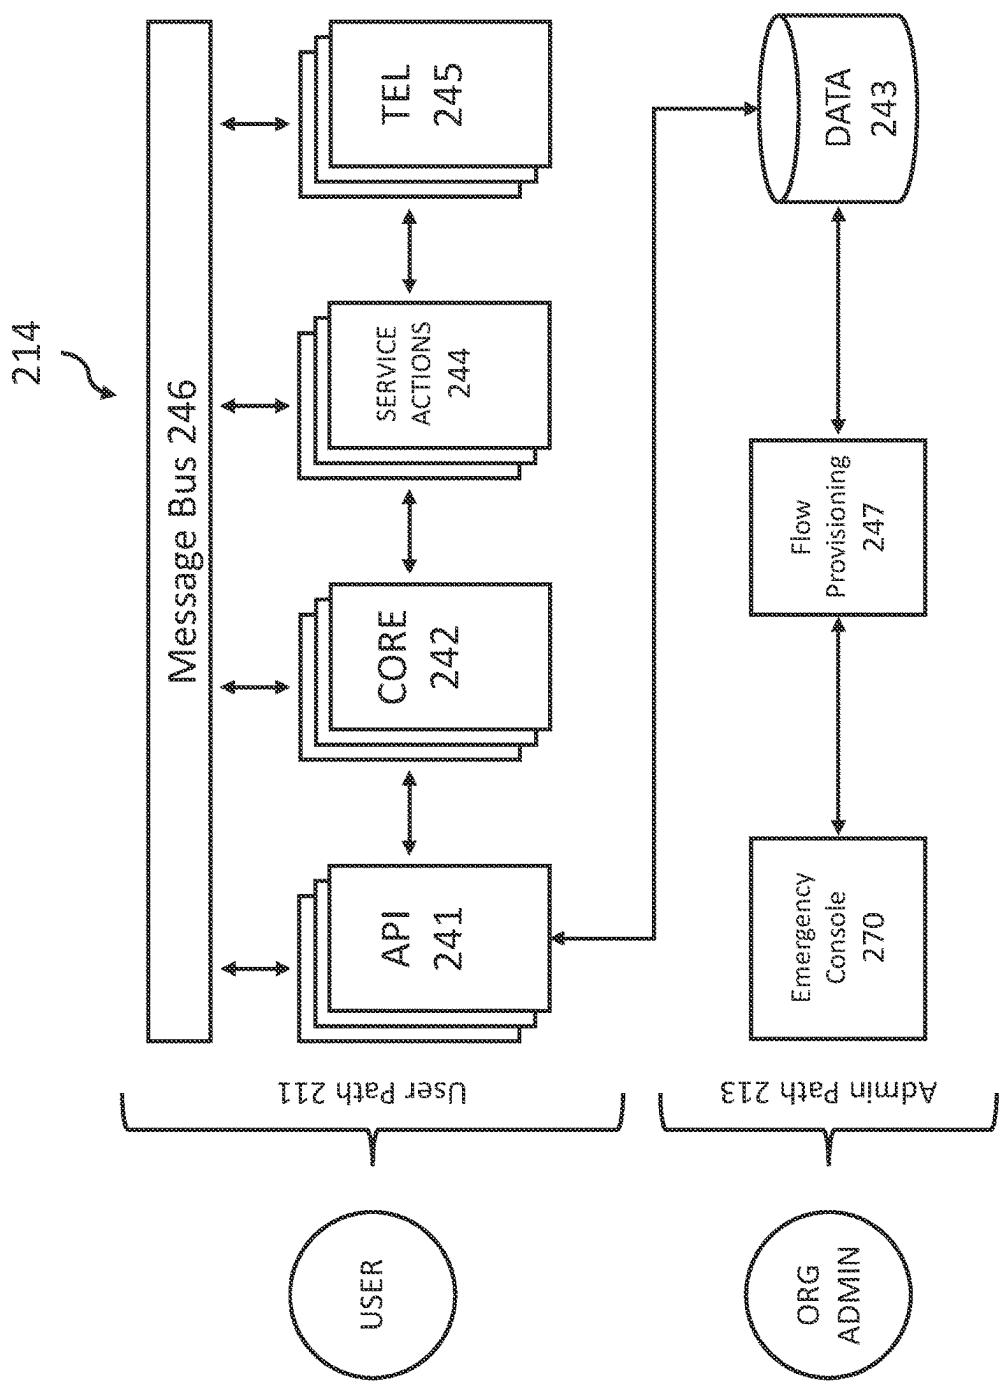 214
Message Bus 246
API
241
CORE
242
SERVICE
ACTIONS
244
TEL
245
User Path 211
USER
Emergency
Console
270
Flow
Provisioning
247
DATA
243
Admin Path 213
ORG
ADMIN